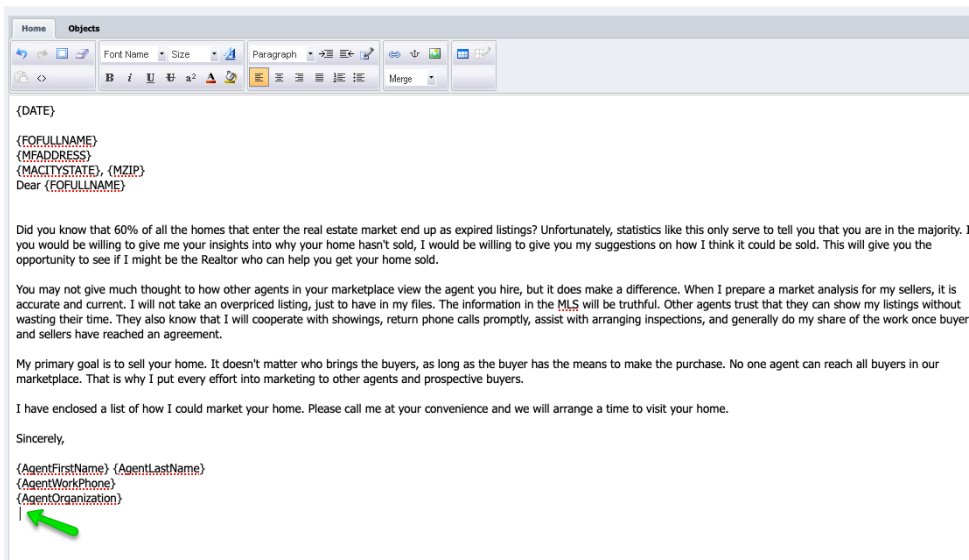 Home Objects
Font Name Size Paragraph
B i U U a² A Merge
{DATE}
{FOFULLNAME}
{MFADDRESS}
{MACITYSTATE}, {MZIP}
Dear {FOFULLNAME}
Did you know that 60% of all the homes that enter the real estate market end up as expired listings? Unfortunately, statistics like this only serve to tell you that you are in the majority. I
you would be willing to give me your insights into why your home hasn't sold, I would be willing to give you my suggestions on how I think it could be sold. This will give you the
opportunity to see if I might be the Realtor who can help you get your home sold.
You may not give much thought to how other agents in your marketplace view the agent you hire, but it does make a difference. When I prepare a market analysis for my sellers, it is
accurate and current. I will not take an overpriced listing, just to have in my files. The information in the MLS will be truthful. Other agents trust that they can show my listings without
wasting their time. They also know that I will cooperate with showings, return phone calls promptly, assist with arranging inspections, and generally do my share of the work once buyer
and sellers have reached an agreement.
My primary goal is to sell your home. It doesn't matter who brings the buyers, as long as the buyer has the means to make the purchase. No one agent can reach all buyers in our
marketplace. That is why I put every effort into marketing to other agents and prospective buyers.
I have enclosed a list of how I could market your home. Please call me at your convenience and we will arrange a time to visit your home.
Sincerely,
{AgentFirstName} {AgentLastName}
{AgentWorkPhone}
{AgentOrganization}